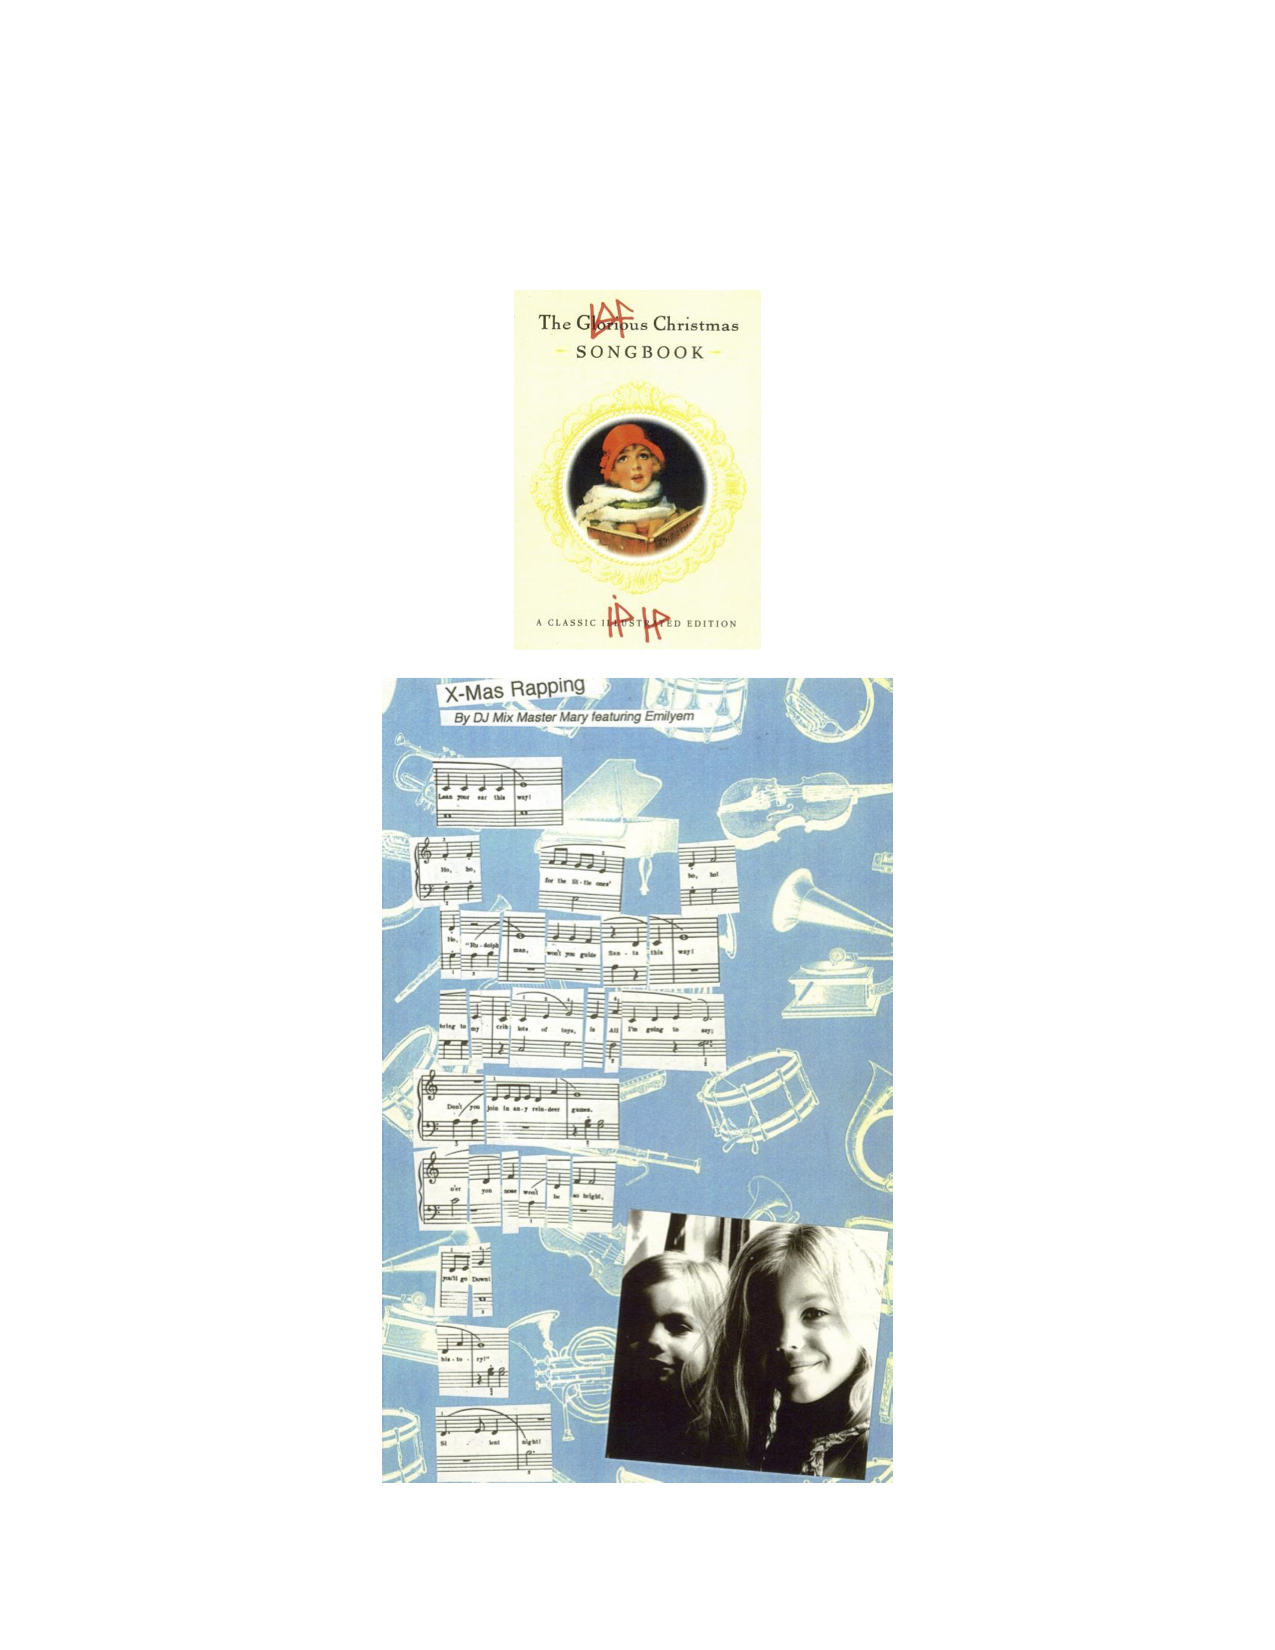 The Glorious Christmas
SONGBOOK
A CLASSIC ILLUSTRATED EDITION
X-Mas Rapping
By DJ Mix Master Mary featuring Emilyem
Lean your ear this way!
Ho, ho, for the lit-tle ones' ho, ho!
Ho, "Ru-dolph man, won't you guide San - ta this way!
bring to my crib lots of toys, is All I'm going to say;
Don't you join in an-y rein-deer games.
o'er you nose won't be so bright,
you'll go Down!
his - to - ry!"
Si lent night!